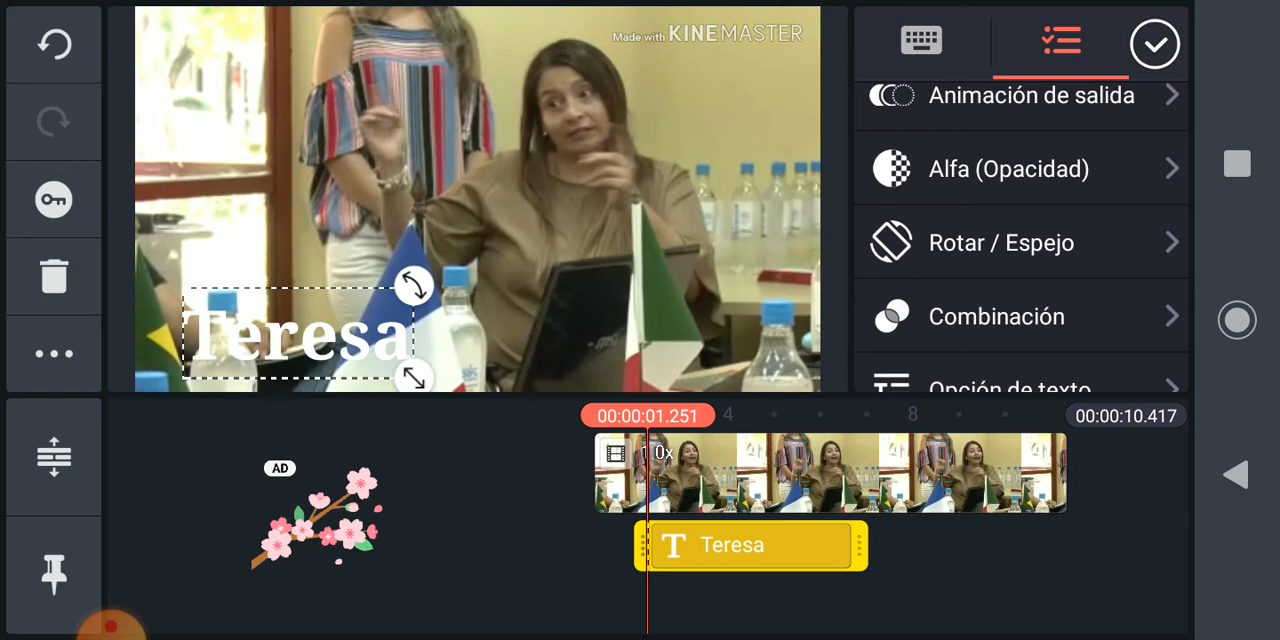 Made with KINEMASTER
Animación de salida
Alfa (Opacidad)
Rotar / Espejo
Combinación
Opción de texto
Teresa
00:00:01.251
4
8
00:00:10.417
1.0x
AD
T Teresa